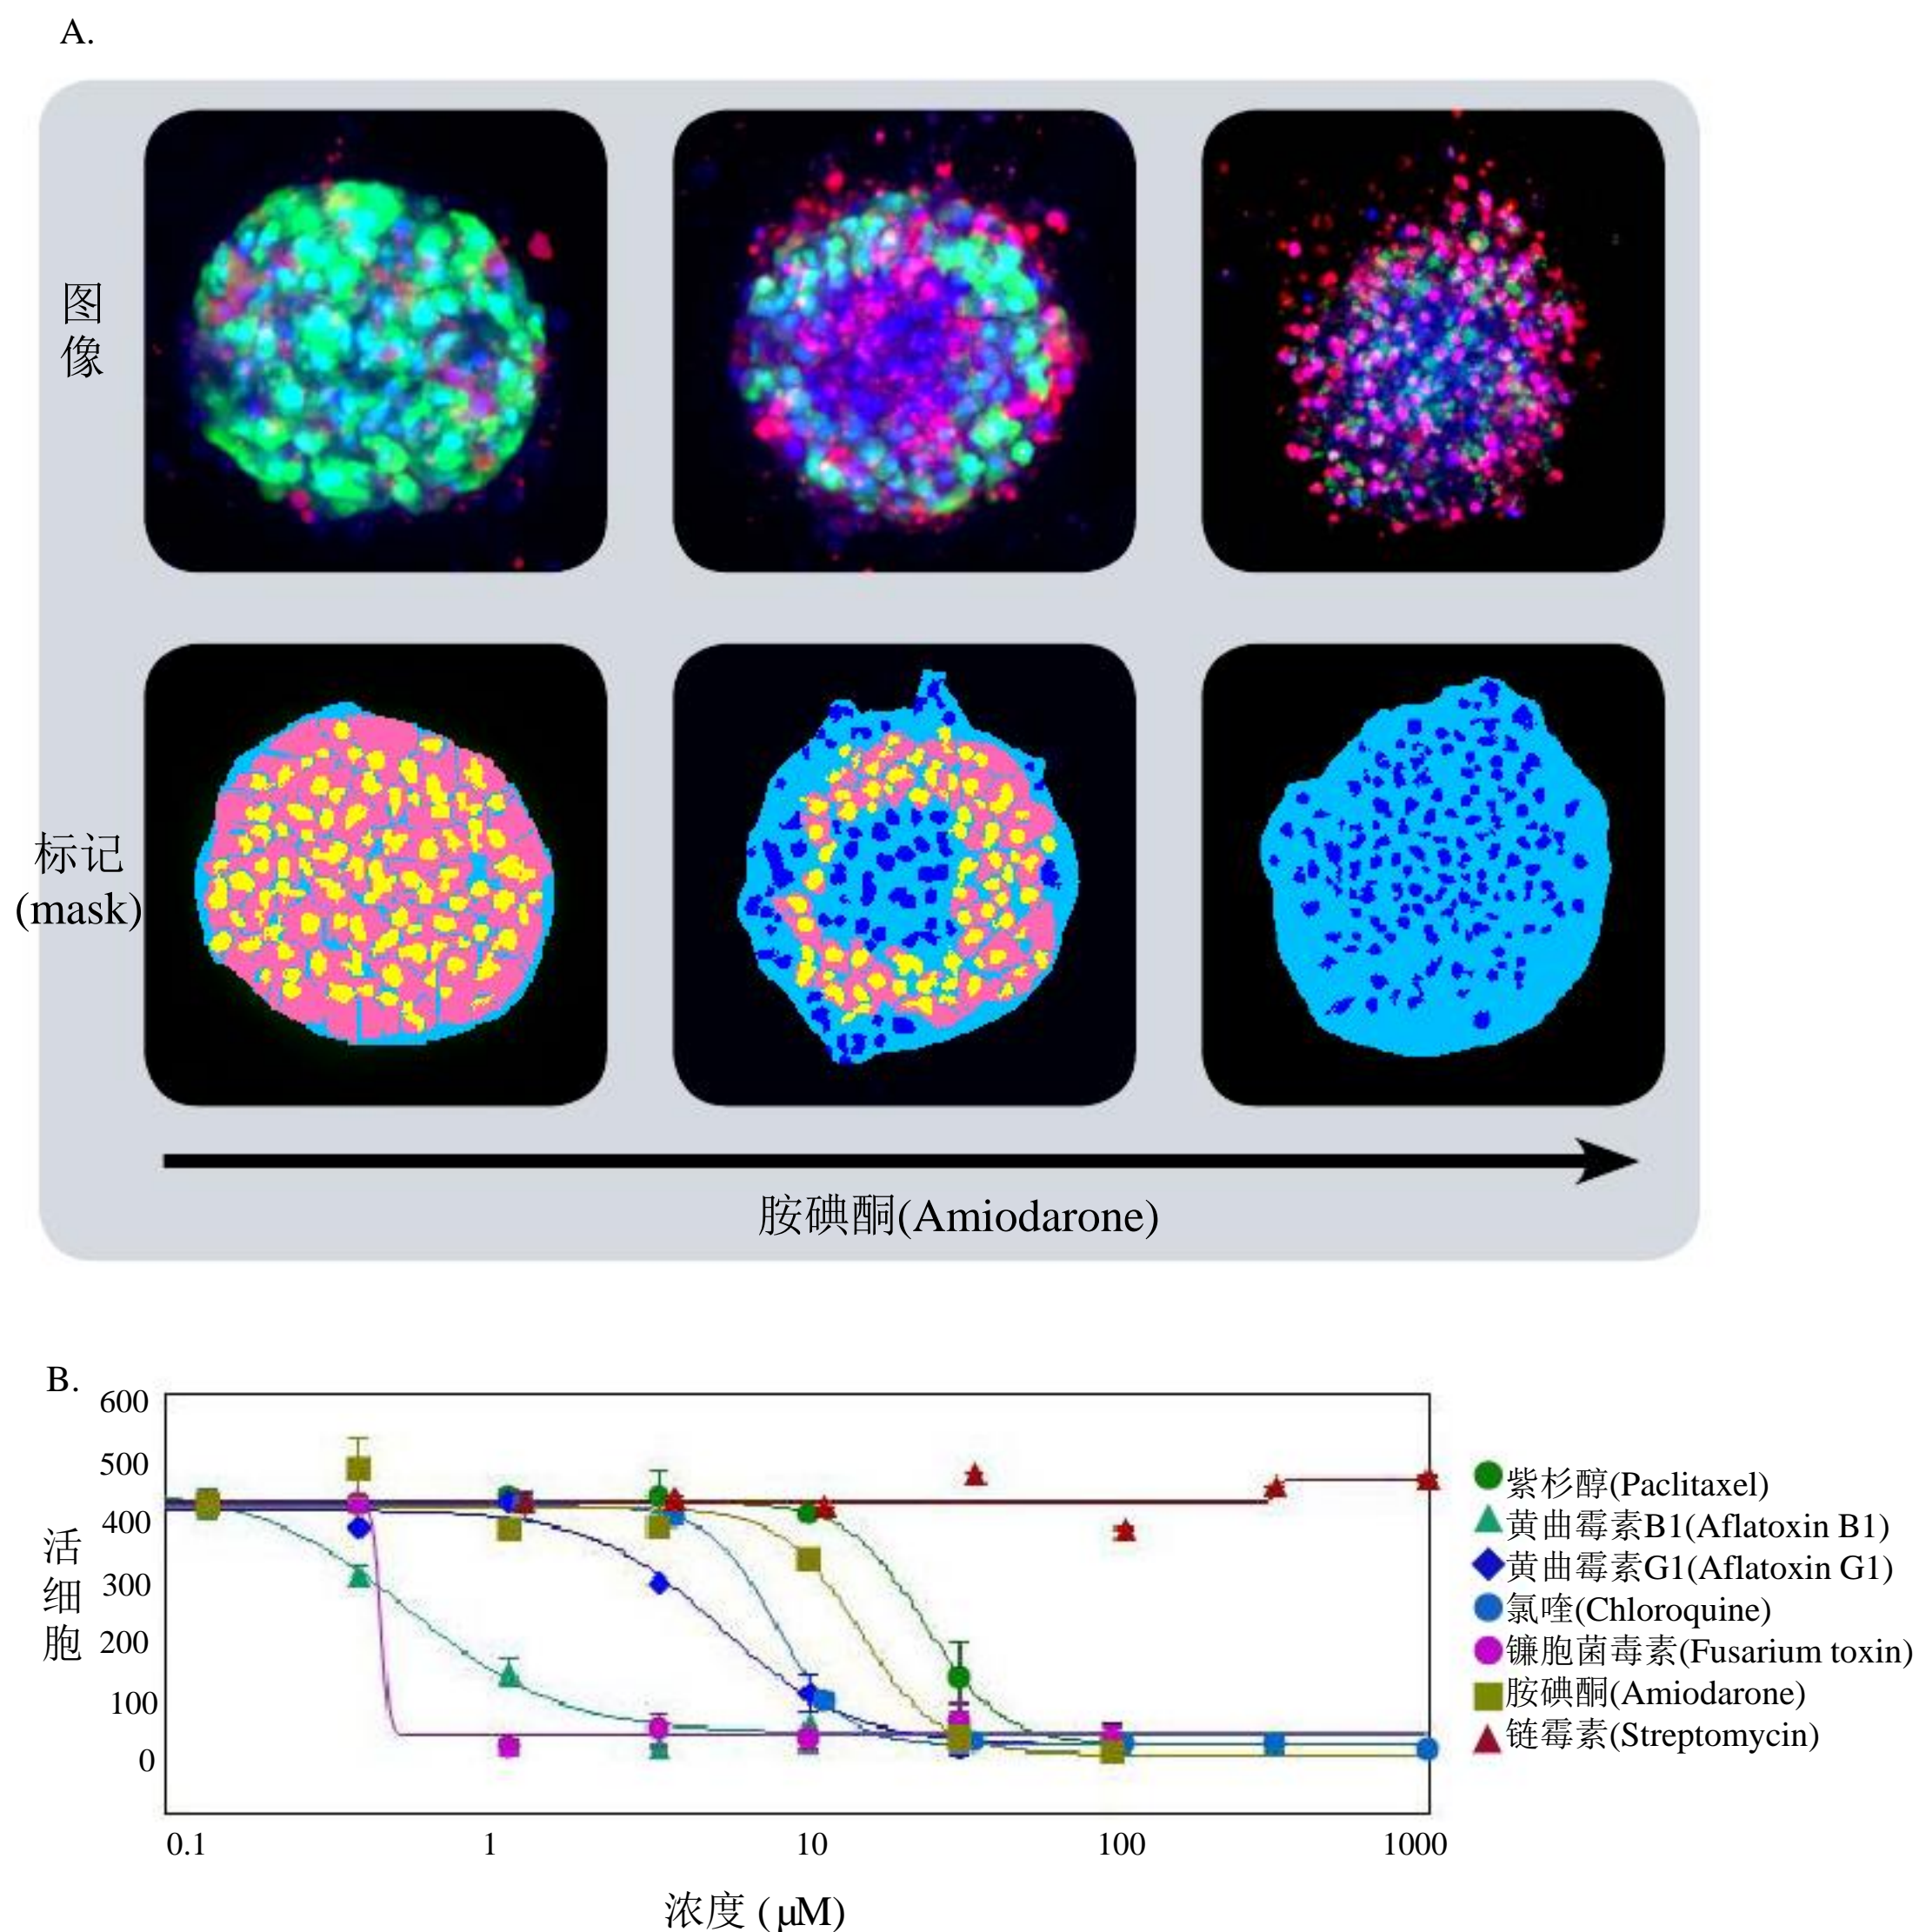 A.
图像
标记
(mask)
胺碘酮(Amiodarone)
B.
600
500
400
300
200
100
0
活细胞
0.1 1 10 100 1000
浓度 (μM)
紫杉醇(Paclitaxel)
黄曲霉素B1(Aflatoxin B1)
黄曲霉素G1(Aflatoxin G1)
氯喹(Chloroquine)
镰胞菌毒素(Fusarium toxin)
胺碘酮(Amiodarone)
链霉素(Streptomycin)